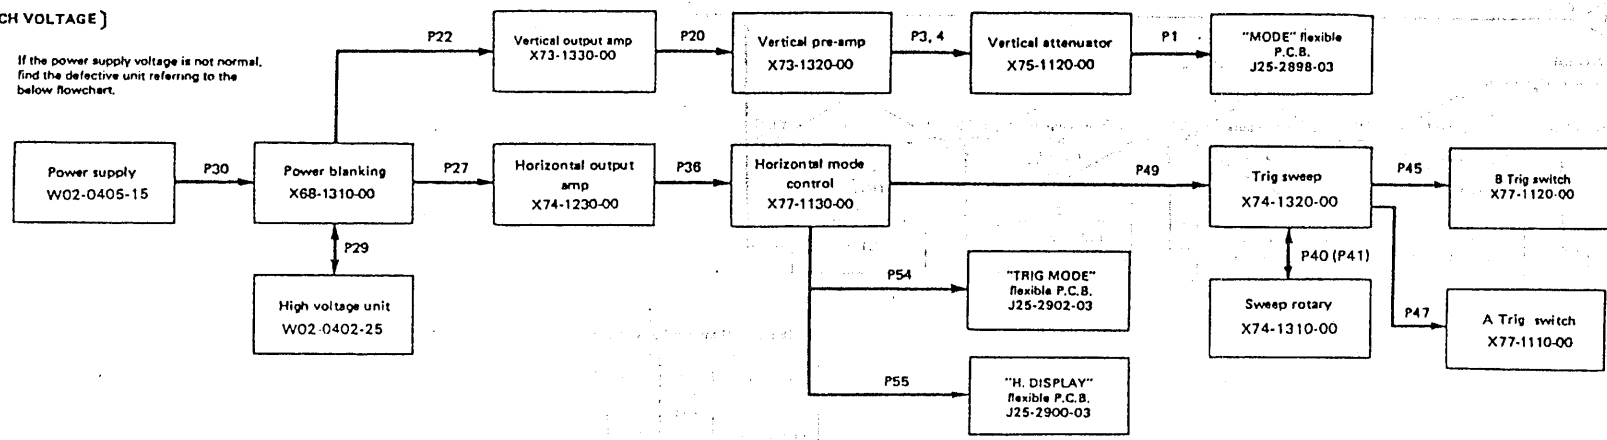 CH VOLTAGE)
If the power supply voltage is not normal,
find the defective unit referring to the
below flowchart.
P22
Vertical output amp
X73-1330-00
P20
Vertical pre-amp
X73-1320-00
P3, 4
Vertical attenuator
X75-1120-00
P1
"MODE" flexible
P.C.B.
J25-2898-03
Power supply
W02-0405-15
P30
Power blanking
X68-1310-00
P27
Horizontal output
amp
X74-1230-00
P36
Horizontal mode
control
X77-1130-00
P49
Trig sweep
X74-1320-00
P45
B Trig switch
X77-1120-00
P29
High voltage unit
W02-0402-25
P54
"TRIG MODE"
flexible P.C.B.
J25-2902-03
P40 (P41)
Sweep rotary
X74-1310-00
P47
A Trig switch
X77-1110-00
P55
"H. DISPLAY"
flexible P.C.B.
J25-2900-03